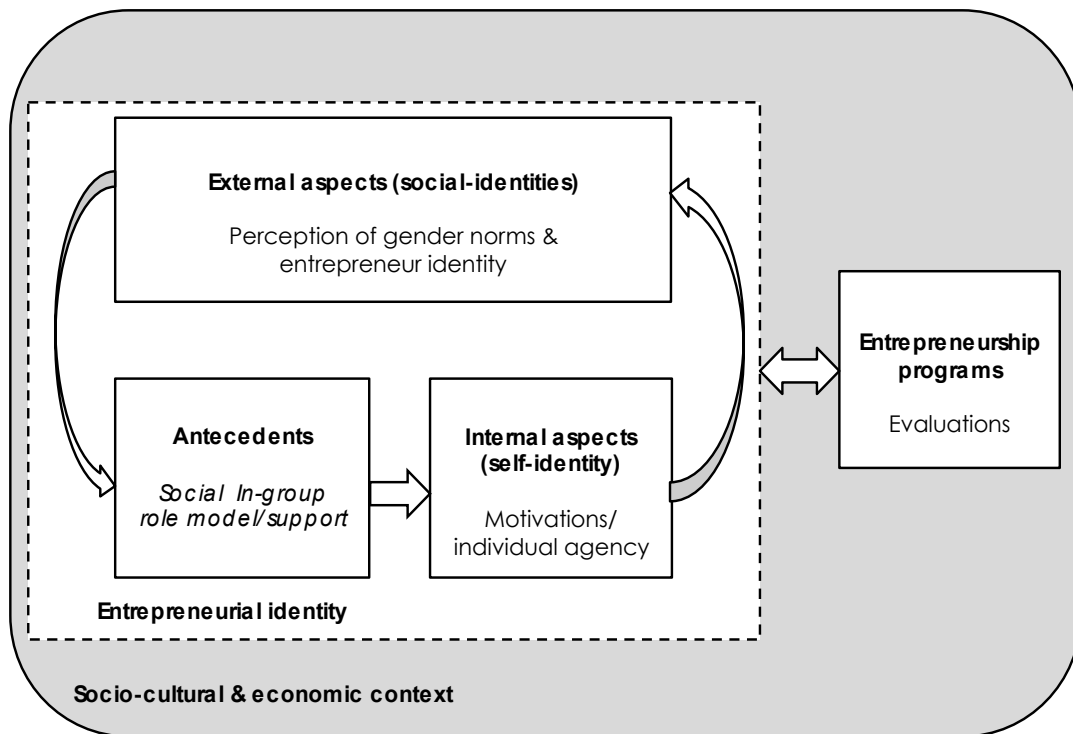 External aspects (social-identities)
Perception of gender norms &
entrepreneur identity
Antecedents
Social In-group
role model/support
Internal aspects
(self-identity)
Motivations/
individual agency
Entrepreneurial identity
Entrepreneurship
programs
Evaluations
Socio-cultural & economic context